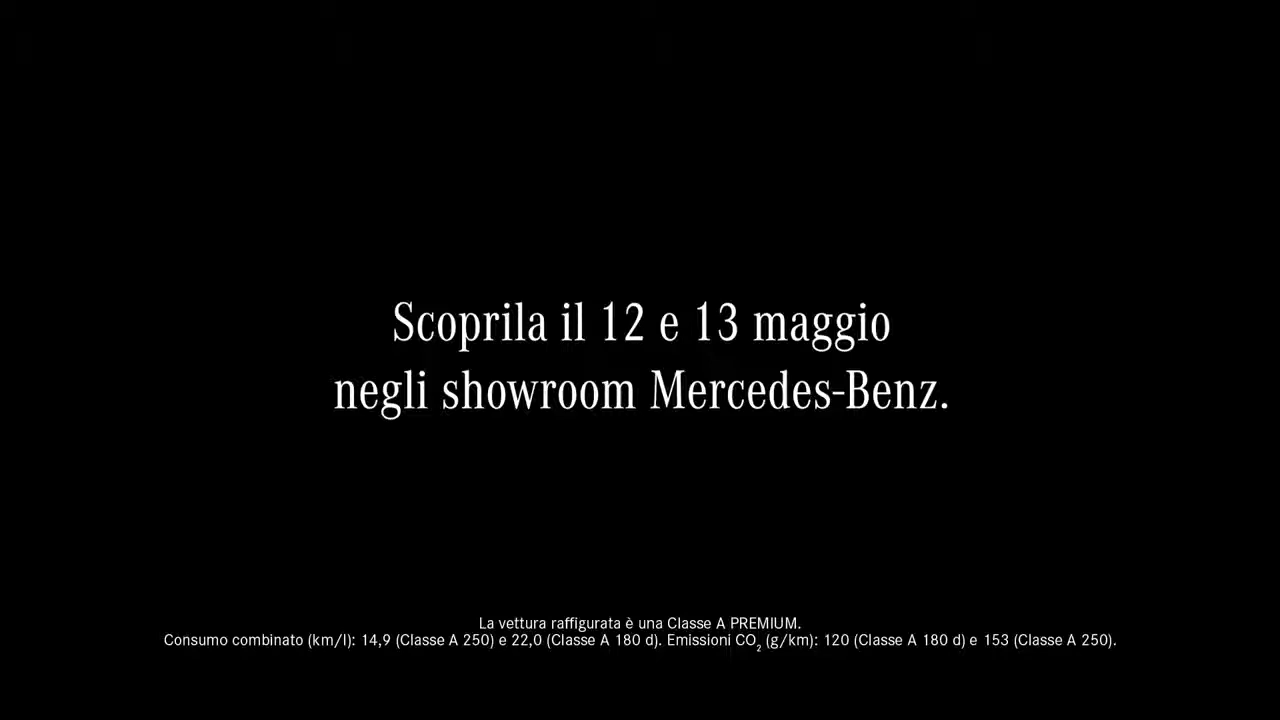 Scoprila il 12 e 13 maggio
negli showroom Mercedes-Benz.
La vettura raffigurata è una Classe A PREMIUM.
Consumo combinato (km/l): 14,9 (Classe A 250) e 22,0 (Classe A 180 d). Emissioni CO₂ (g/km): 120 (Classe A 180 d) e 153 (Classe A 250).